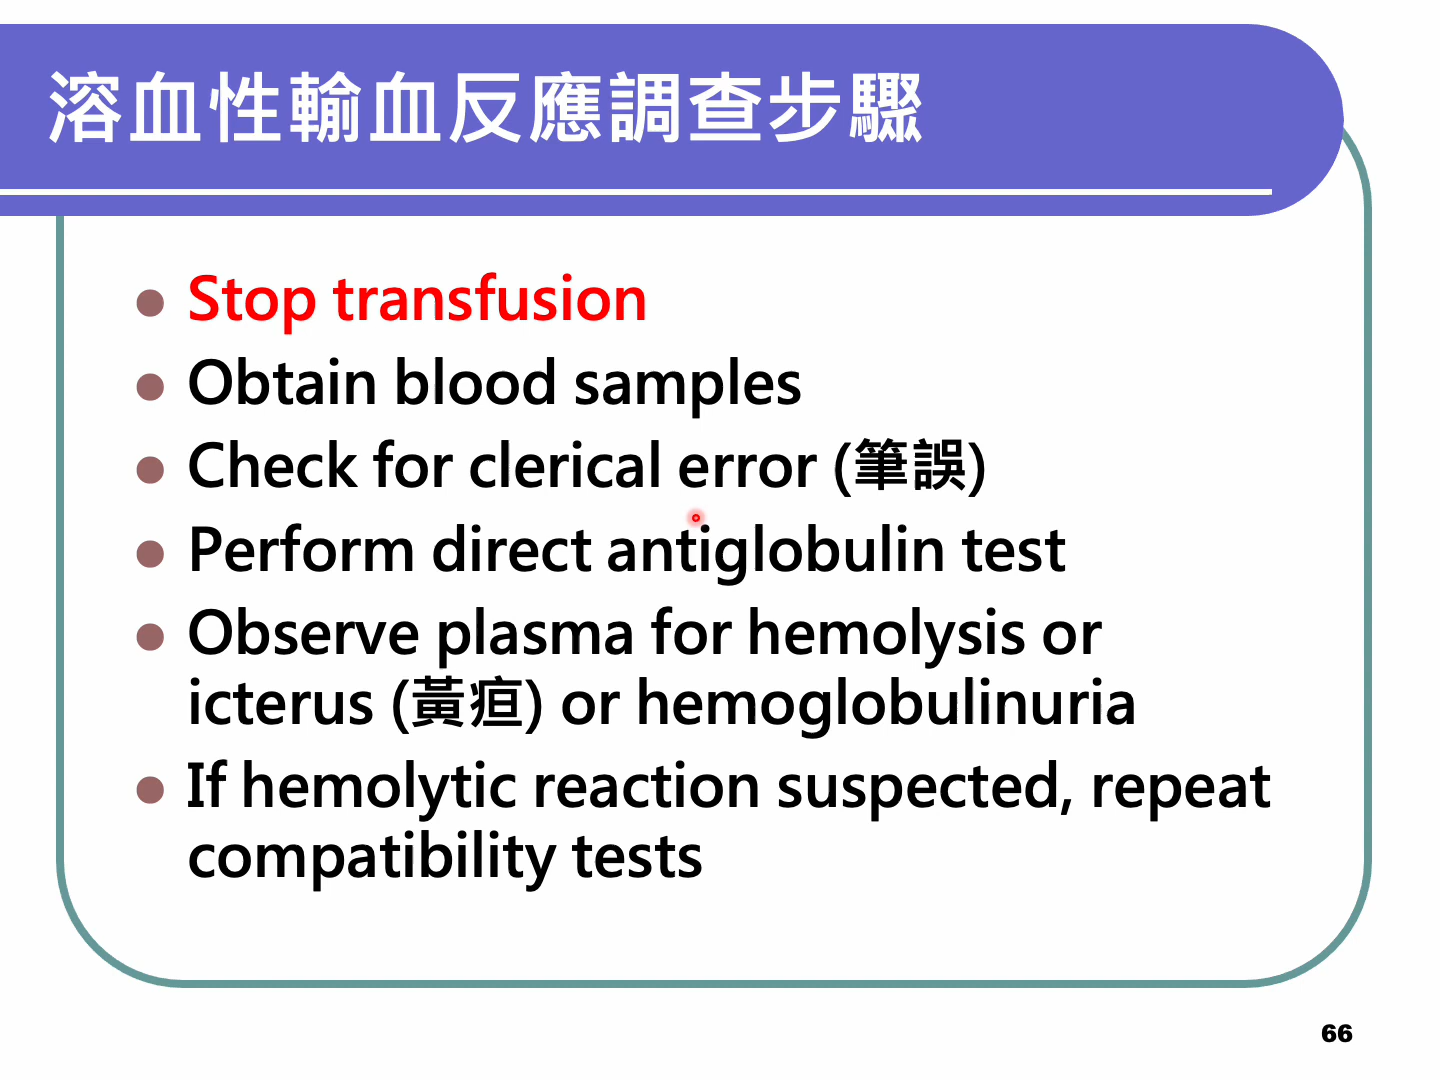 溶血性輸血反應調查步驟
Stop transfusion
Obtain blood samples
Check for clerical error (筆誤)
Perform direct antiglobulin test
Observe plasma for hemolysis or
icterus (黃疸) or hemoglobulinuria
If hemolytic reaction suspected, repeat
compatibility tests
66